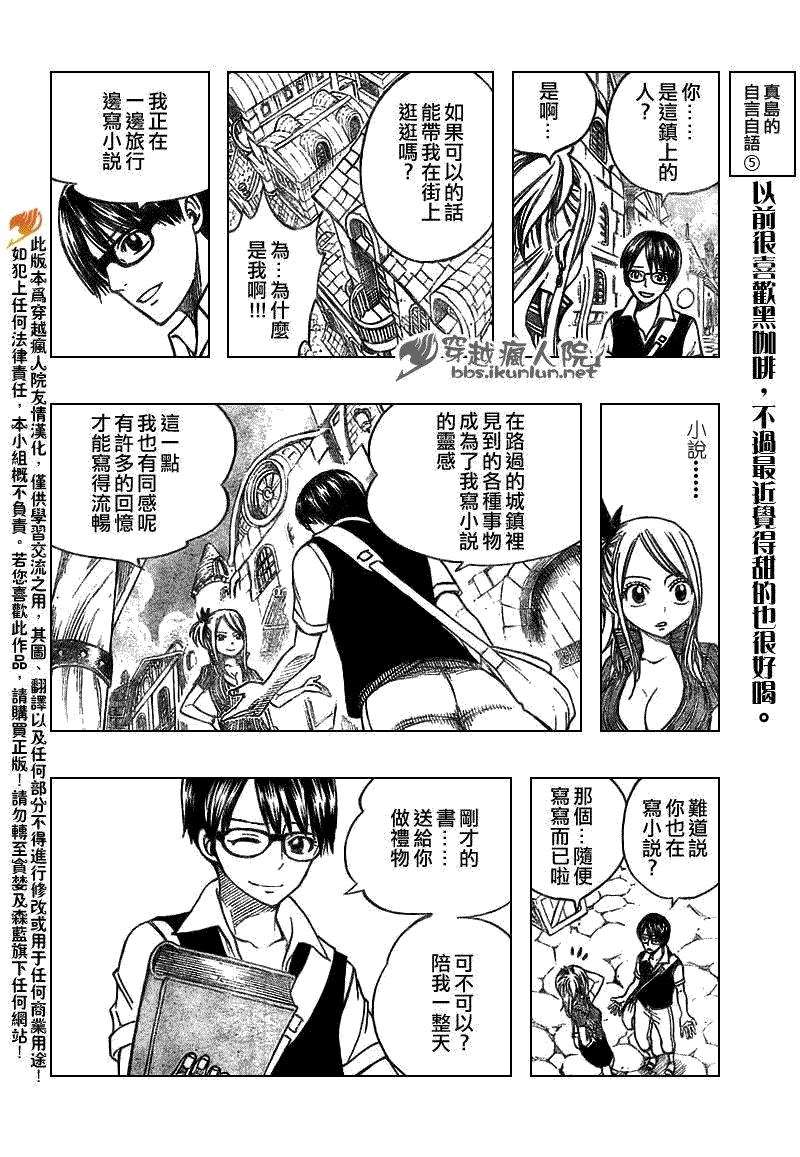 真島的
自言自語⑤
以前很喜歡黑咖啡，不過最近覺得甜的也很好喝。
你……
是這鎮上的
人？
是啊…
如果可以的話
能帶我在街上
逛逛嗎？
為…為什麼
是我啊!!!
我正在
一邊旅行
邊寫小説
穿越瘋人院
bbs.ikunlun.net
小說……
在路過的城鎮裡
見到的各種事物
成為了我寫小說
的靈感
這一點
我也有同感呢
有許多的回憶
才能寫得流暢
難道説
你也在
寫小説？
那個…隨便
寫寫而已啦
剛才的
書……
送給你
做禮物
可不可以？
陪我一整天
此版本爲穿越瘋人院友情漢化，僅供學習交流之用，其圖、翻譯以及任何部分不得進行修改或用于任何商業用途！
如犯上任何法律責任，本小組概不負責。若您喜歡此作品，請購買正版！請勿轉至貪婪及森藍旗下任何網站！